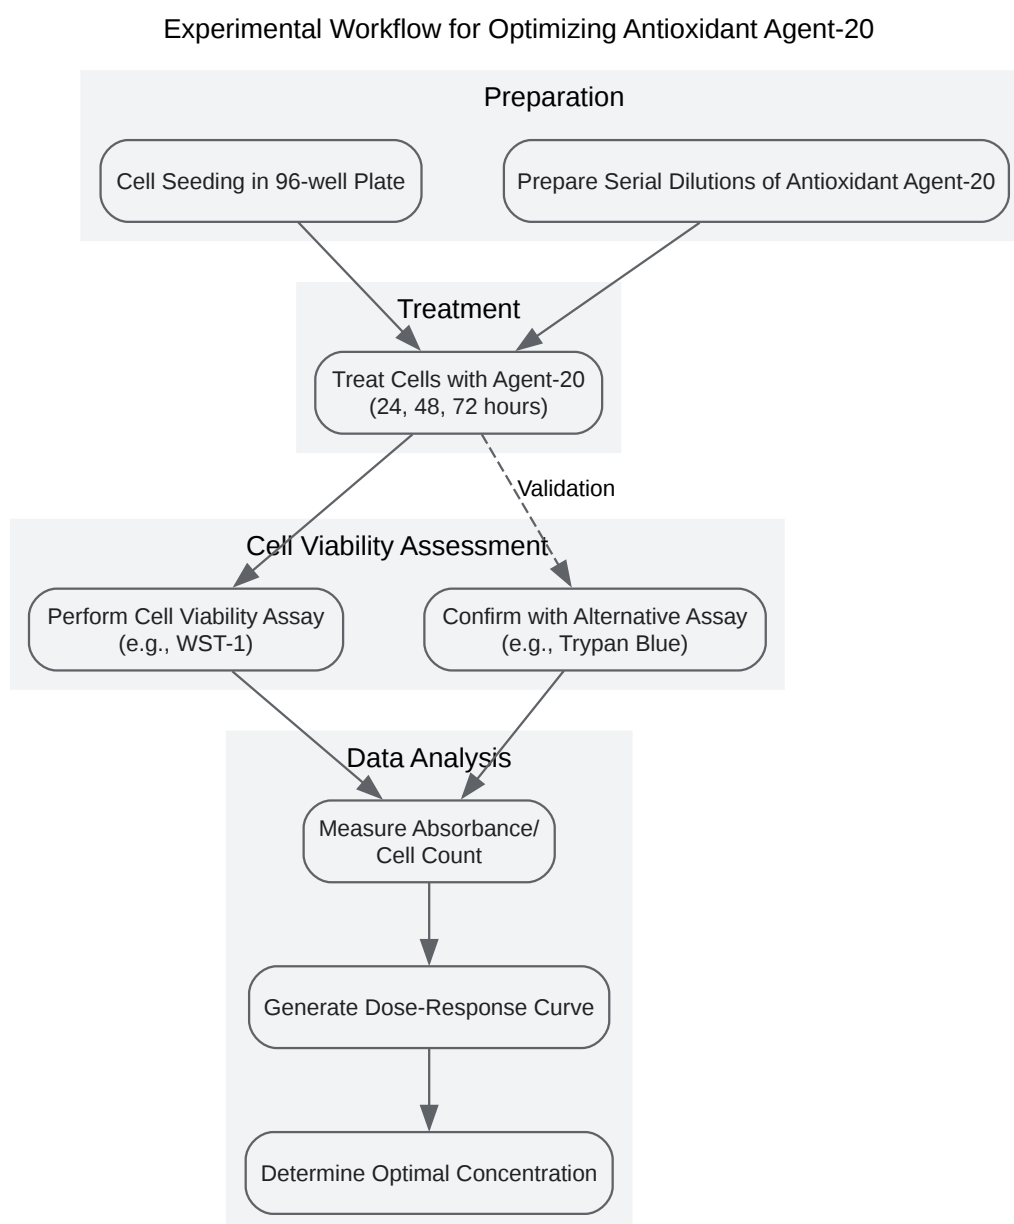 Experimental Workflow for Optimizing Antioxidant Agent-20
Preparation
Cell Seeding in 96-well Plate
Prepare Serial Dilutions of Antioxidant Agent-20
Treatment
Treat Cells with Agent-20
(24, 48, 72 hours)
Validation
Cell Viability Assessment
Perform Cell Viability Assay
(e.g., WST-1)
Confirm with Alternative Assay
(e.g., Trypan Blue)
Data Analysis
Measure Absorbance/
Cell Count
Generate Dose-Response Curve
Determine Optimal Concentration